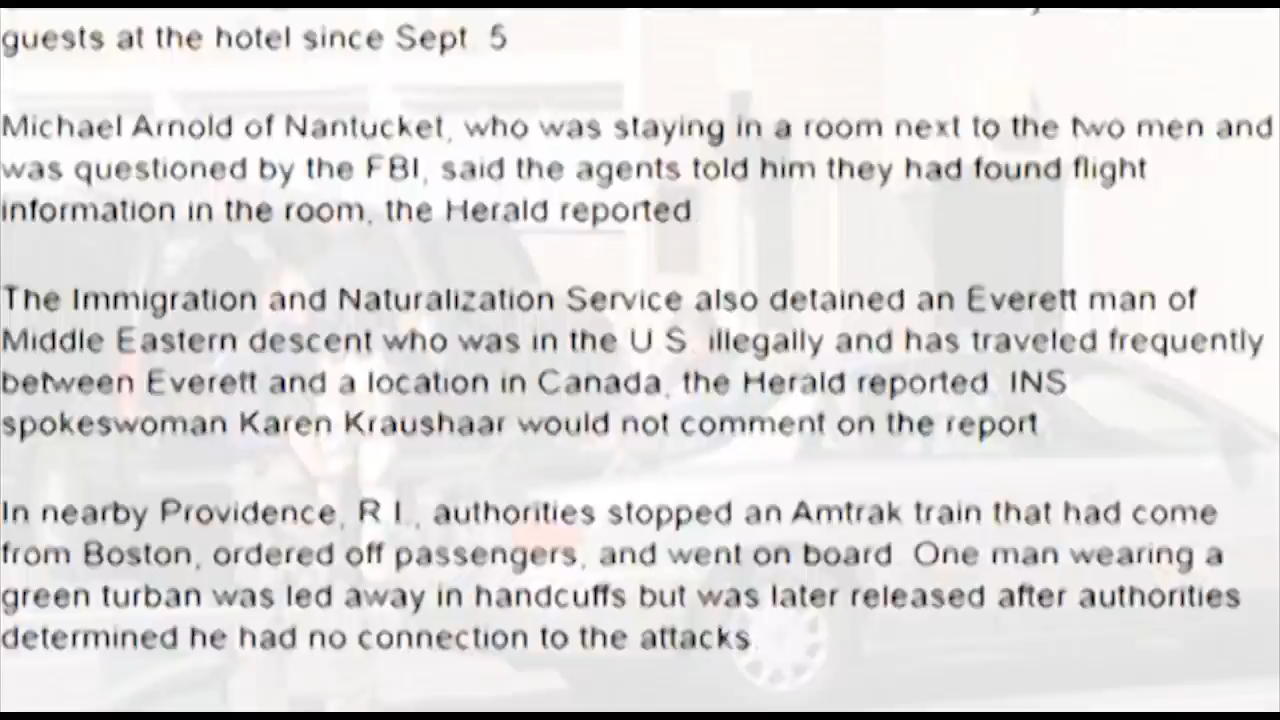 guests at the hotel since Sept. 5
Michael Arnold of Nantucket, who was staying in a room next to the two men and
was questioned by the FBI, said the agents told him they had found flight
information in the room, the Herald reported.
The Immigration and Naturalization Service also detained an Everett man of
Middle Eastern descent who was in the U.S. illegally and has traveled frequently
between Everett and a location in Canada, the Herald reported. INS
spokeswoman Karen Kraushaar would not comment on the report.
In nearby Providence, R.I., authorities stopped an Amtrak train that had come
from Boston, ordered off passengers, and went on board. One man wearing a
green turban was led away in handcuffs but was later released after authorities
determined he had no connection to the attacks.